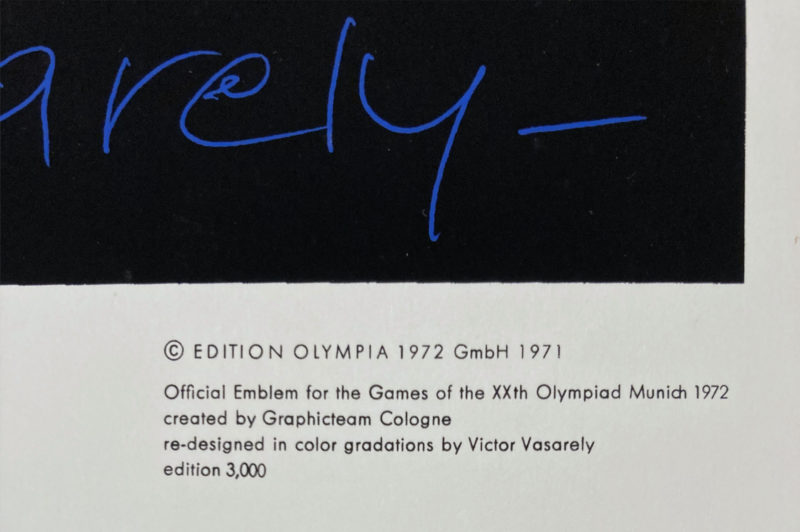 arely –
© EDITION OLYMPIA 1972 GmbH 1971
Official Emblem for the Games of the XXth Olympiad Munich 1972
created by Graphicteam Cologne
re-designed in color gradations by Victor Vasarely
edition 3,000